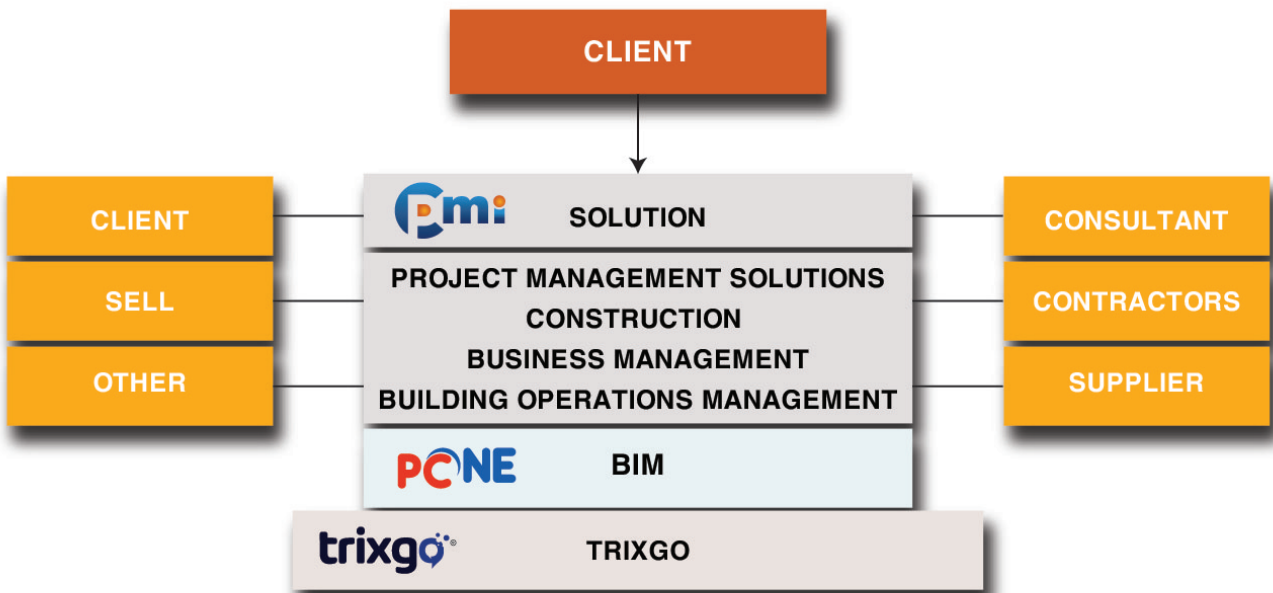 CLIENT
CLIENT
SELL
OTHER
Pmi SOLUTION
PROJECT MANAGEMENT SOLUTIONS
CONSTRUCTION
BUSINESS MANAGEMENT
BUILDING OPERATIONS MANAGEMENT
PCONE BIM
trixgo® TRIXGO
CONSULTANT
CONTRACTORS
SUPPLIER